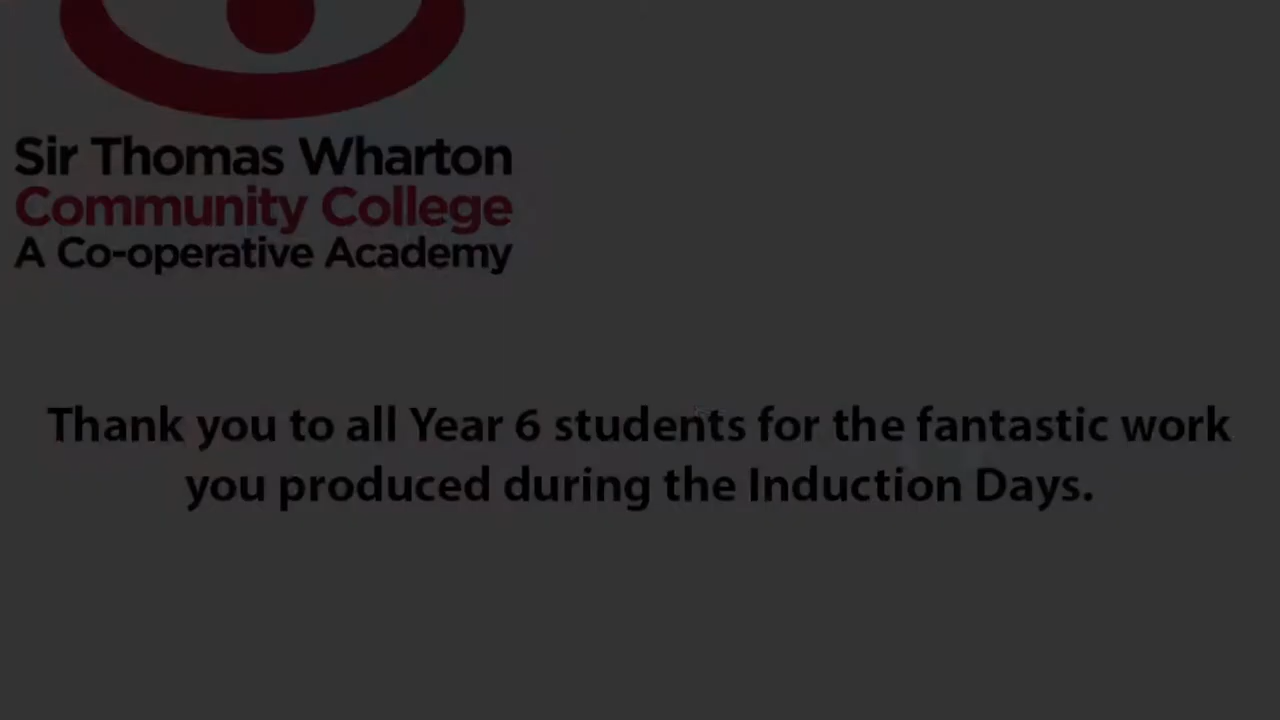 Sir Thomas Wharton
Community College
A Co-operative Academy
Thank you to all Year 6 students for the fantastic work
you produced during the Induction Days.